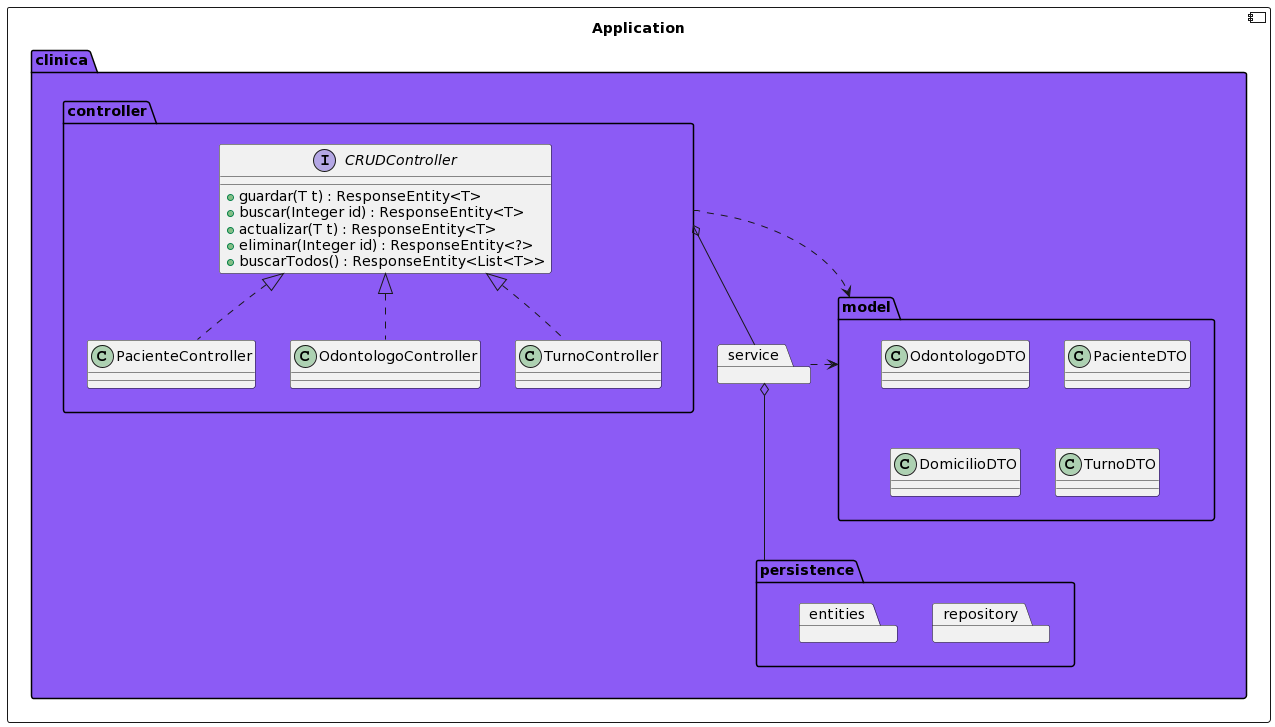 Application
clinica
controller
I CRUDController
guardar(T t) : ResponseEntity<T>
buscar(Integer id) : ResponseEntity<T>
actualizar(T t) : ResponseEntity<T>
eliminar(Integer id) : ResponseEntity<?>
buscarTodos() : ResponseEntity<List<T>>
C PacienteController
C OdontologoController
C TurnoController
service
model
C OdontologoDTO
C PacienteDTO
C DomicilioDTO
C TurnoDTO
persistence
entities
repository